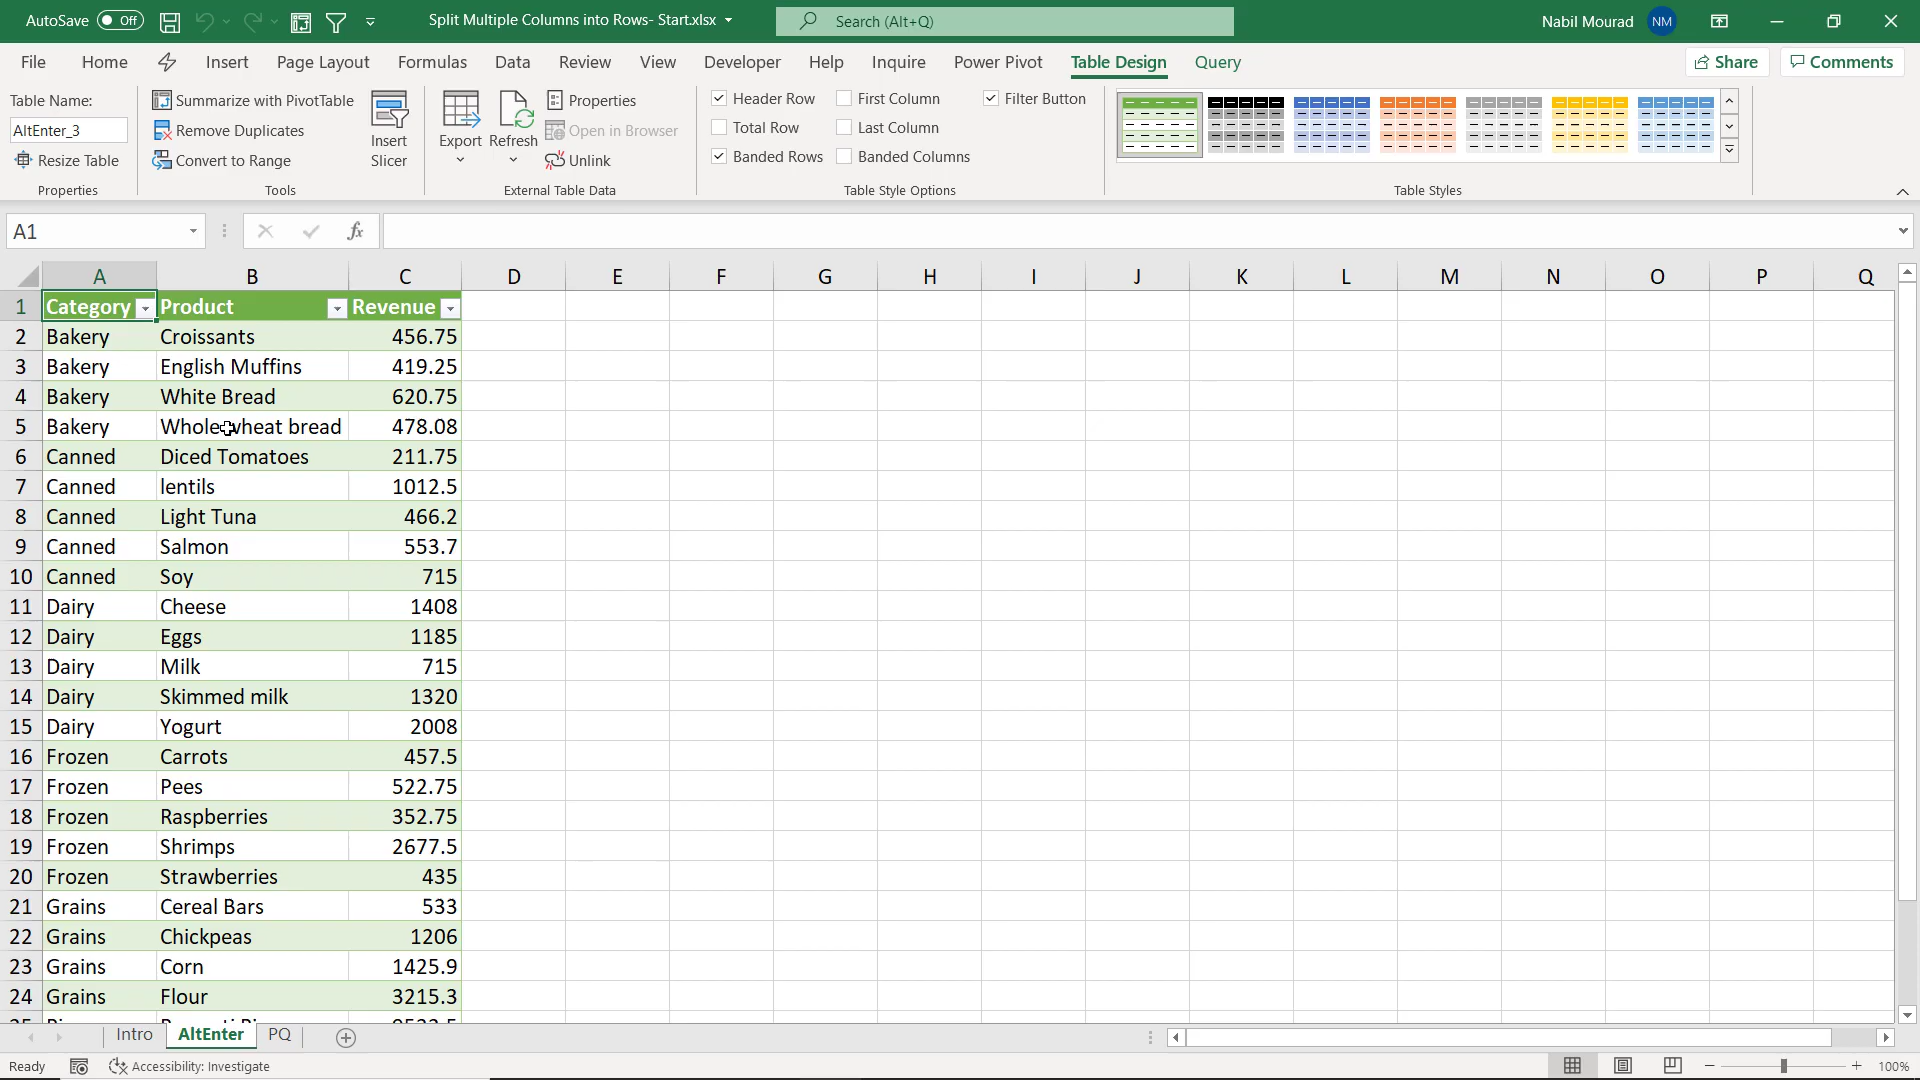 AutoSave Off Split Multiple Columns into Rows- Start.xlsx Search (Alt+Q) Nabil Mourad NM
File Home Insert Page Layout Formulas Data Review View Developer Help Inquire Power Pivot Table Design Query Share Comments
Table Name:
AltEnter_3
Resize Table
Properties
Summarize with PivotTable
Remove Duplicates
Convert to Range
Tools
Insert
Slicer
Export
Refresh
Properties
Open in Browser
Unlink
External Table Data
Header Row First Column Filter Button
Total Row Last Column
Banded Rows Banded Columns
Table Style Options
Table Styles
A1 fx
A B C D E F G H I J K L M N O P Q
1 Category Product Revenue
2 Bakery Croissants 456.75
3 Bakery English Muffins 419.25
4 Bakery White Bread 620.75
5 Bakery Whole wheat bread 478.08
6 Canned Diced Tomatoes 211.75
7 Canned lentils 1012.5
8 Canned Light Tuna 466.2
9 Canned Salmon 553.7
10 Canned Soy 715
11 Dairy Cheese 1408
12 Dairy Eggs 1185
13 Dairy Milk 715
14 Dairy Skimmed milk 1320
15 Dairy Yogurt 2008
16 Frozen Carrots 457.5
17 Frozen Pees 522.75
18 Frozen Raspberries 352.75
19 Frozen Shrimps 2677.5
20 Frozen Strawberries 435
21 Grains Cereal Bars 533
22 Grains Chickpeas 1206
23 Grains Corn 1425.9
24 Grains Flour 3215.3
Intro AltEnter PQ
Ready Accessibility: Investigate 100%